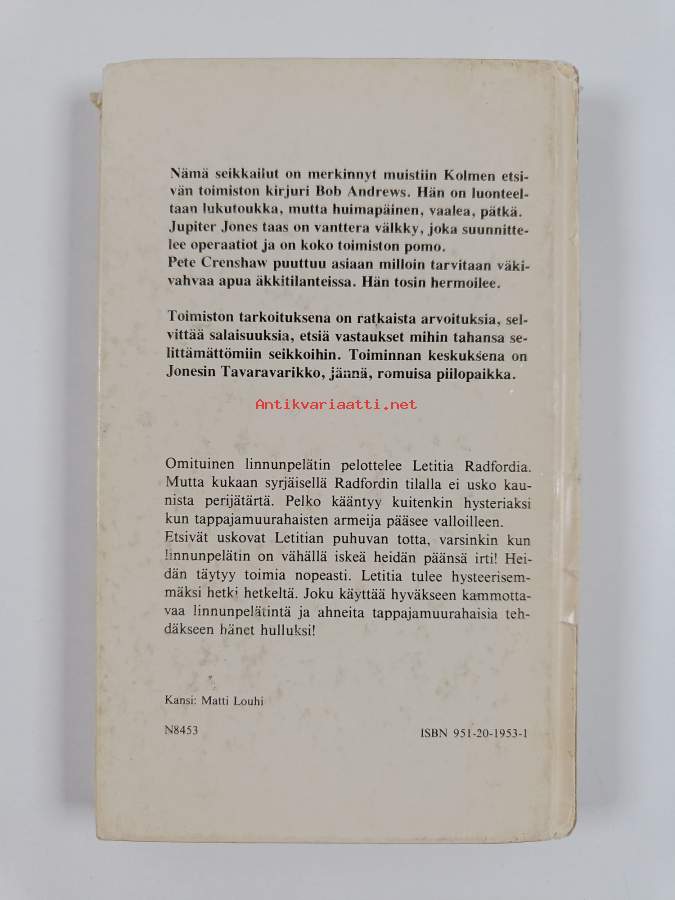 Nämä seikkailut on merkinnyt muistiin Kolmen etsi-
vän toimiston kirjuri Bob Andrews. Hän on luonteel-
taan lukutoukka, mutta huimapäinen, vaalea, pätkä.
Jupiter Jones taas on vanttera välkky, joka suunnitte-
lee operaatiot ja on koko toimiston pomo.
Pete Crenshaw puuttuu asiaan milloin tarvitaan väki-
vahvaa apua äkkitilanteissa. Hän tosin hermoilee.
Toimiston tarkoituksena on ratkaista arvoituksia, sel-
vittää salaisuuksia, etsiä vastaukset mihin tahansa se-
littämättömiin seikkoihin. Toiminnan keskuksena on
Jonesin Tavaravarikko, jännä, romuisa piilopaikka.
Antikvariaatti.net
Omituinen linnunpelätin pelottelee Letitia Radfordia.
Mutta kukaan syrjäisellä Radfordin tilalla ei usko kau-
nista perijätärtä. Pelko kääntyy kuitenkin hysteriaksi
kun tappajamuurahaisten armeija pääsee valloilleen.
Etsivät uskovat Letitian puhuvan totta, varsinkin kun
linnunpelätin on vähällä iskeä heidän päänsä irti! Hei-
dän täytyy toimia nopeasti. Letitia tulee hysteerisem-
mäksi hetki hetkeltä. Joku käyttää hyväkseen kammotta-
vaa linnunpelätintä ja ahneita tappajamuurahaisia teh-
däkseen hänet hulluksi!
Kansi: Matti Louhi
N8453
ISBN 951-20-1953-1